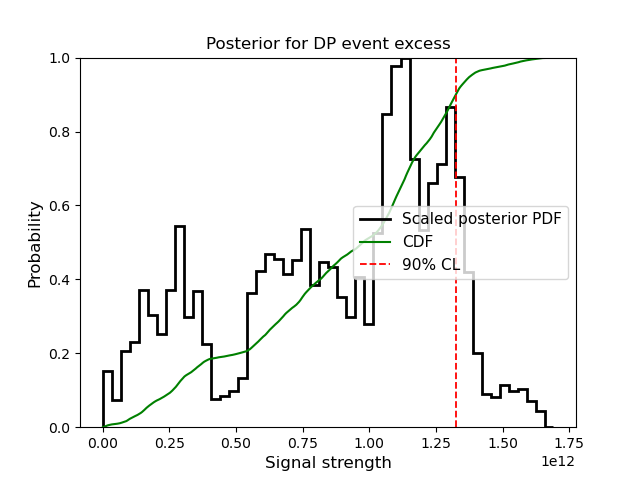 Posterior for DP event excess
1.0
0.8
0.6
0.4
0.2
0.0
Probability
Scaled posterior PDF
CDF
90% CL
0.00 0.25 0.50 0.75 1.00 1.25 1.50 1.75
1e12
Signal strength